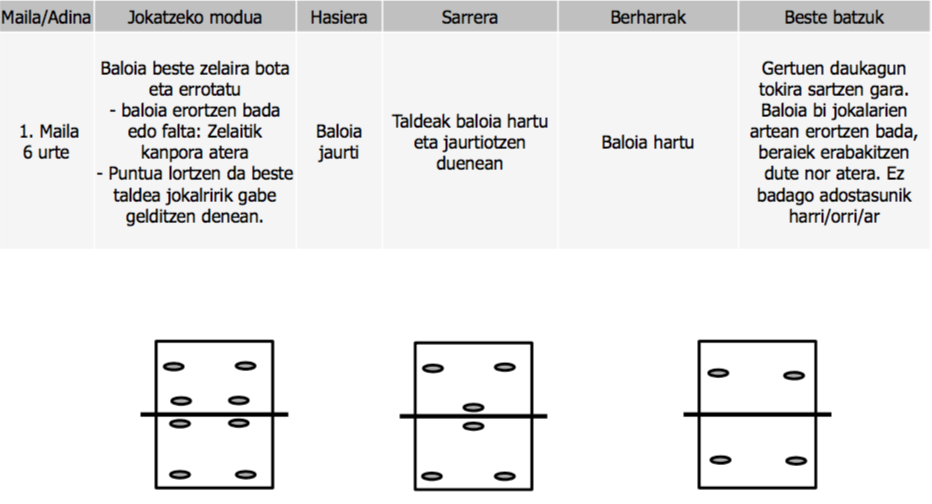 Maila/Adina Jokatzeko modua Hasiera Sarrera Berharrak Beste batzuk
1. Maila
6 urte
Baloia beste zelaira bota
eta errotatu
- baloia erortzen bada
edo falta: Zelaitik
kanpora atera
- Puntua lortzen da beste
taldea jokalririk gabe
gelditzen denean.
Baloia
jaurti
Taldeak baloia hartu
eta jaurtiotzen
duenean
Baloia hartu
Gertuen daukagun
tokira sartzen gara.
Baloia bi jokalarien
artean erortzen bada,
beraiek erabakitzen
dute nor atera. Ez
badago adostasunik
harri/orri/ar